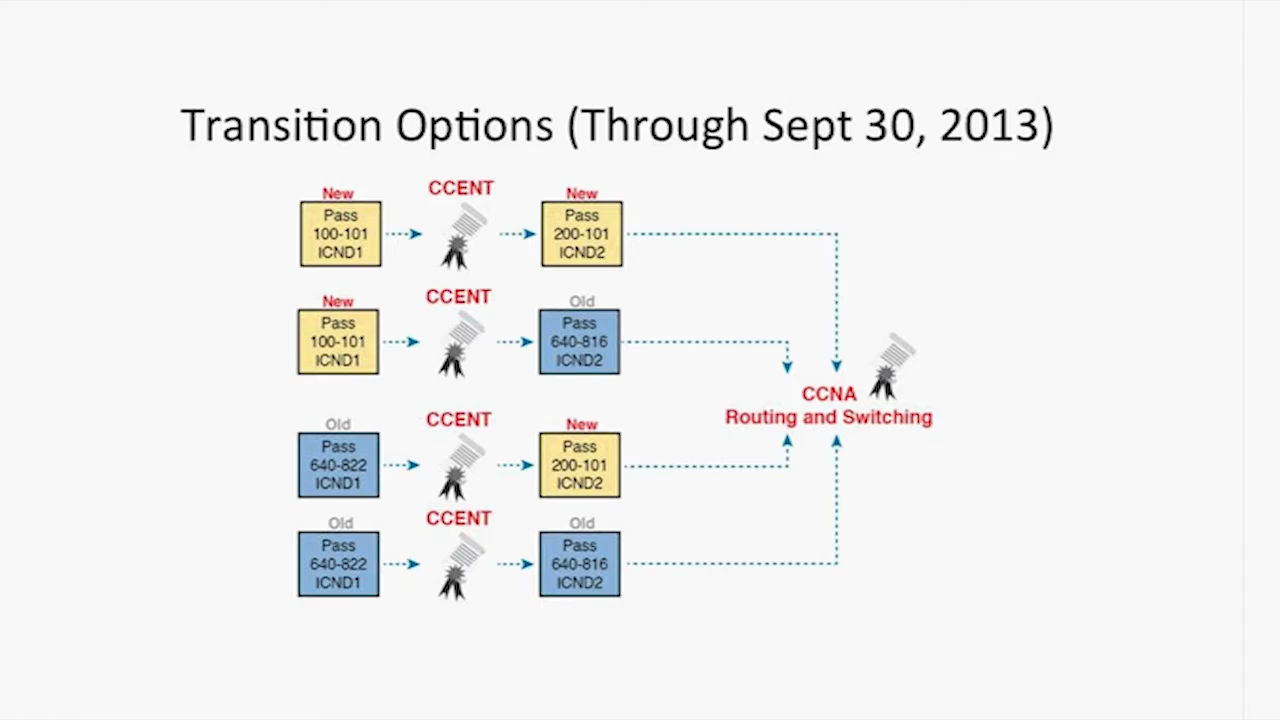 Transition Options (Through Sept 30, 2013)
New
Pass
100-101
ICND1
CCENT
New
Pass
200-101
ICND2
New
Pass
100-101
ICND1
CCENT
Old
Pass
640-816
ICND2
CCNA
Routing and Switching
Old
Pass
640-822
ICND1
CCENT
New
Pass
200-101
ICND2
Old
Pass
640-822
ICND1
CCENT
Old
Pass
640-816
ICND2